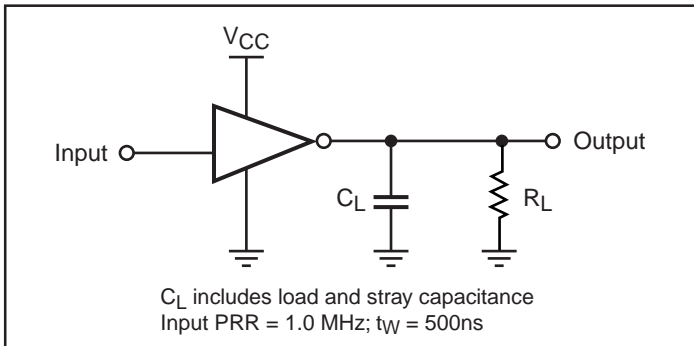 VCC
Input
Output
CL
RL
CL includes load and stray capacitance
Input PRR = 1.0 MHz; tW = 500ns